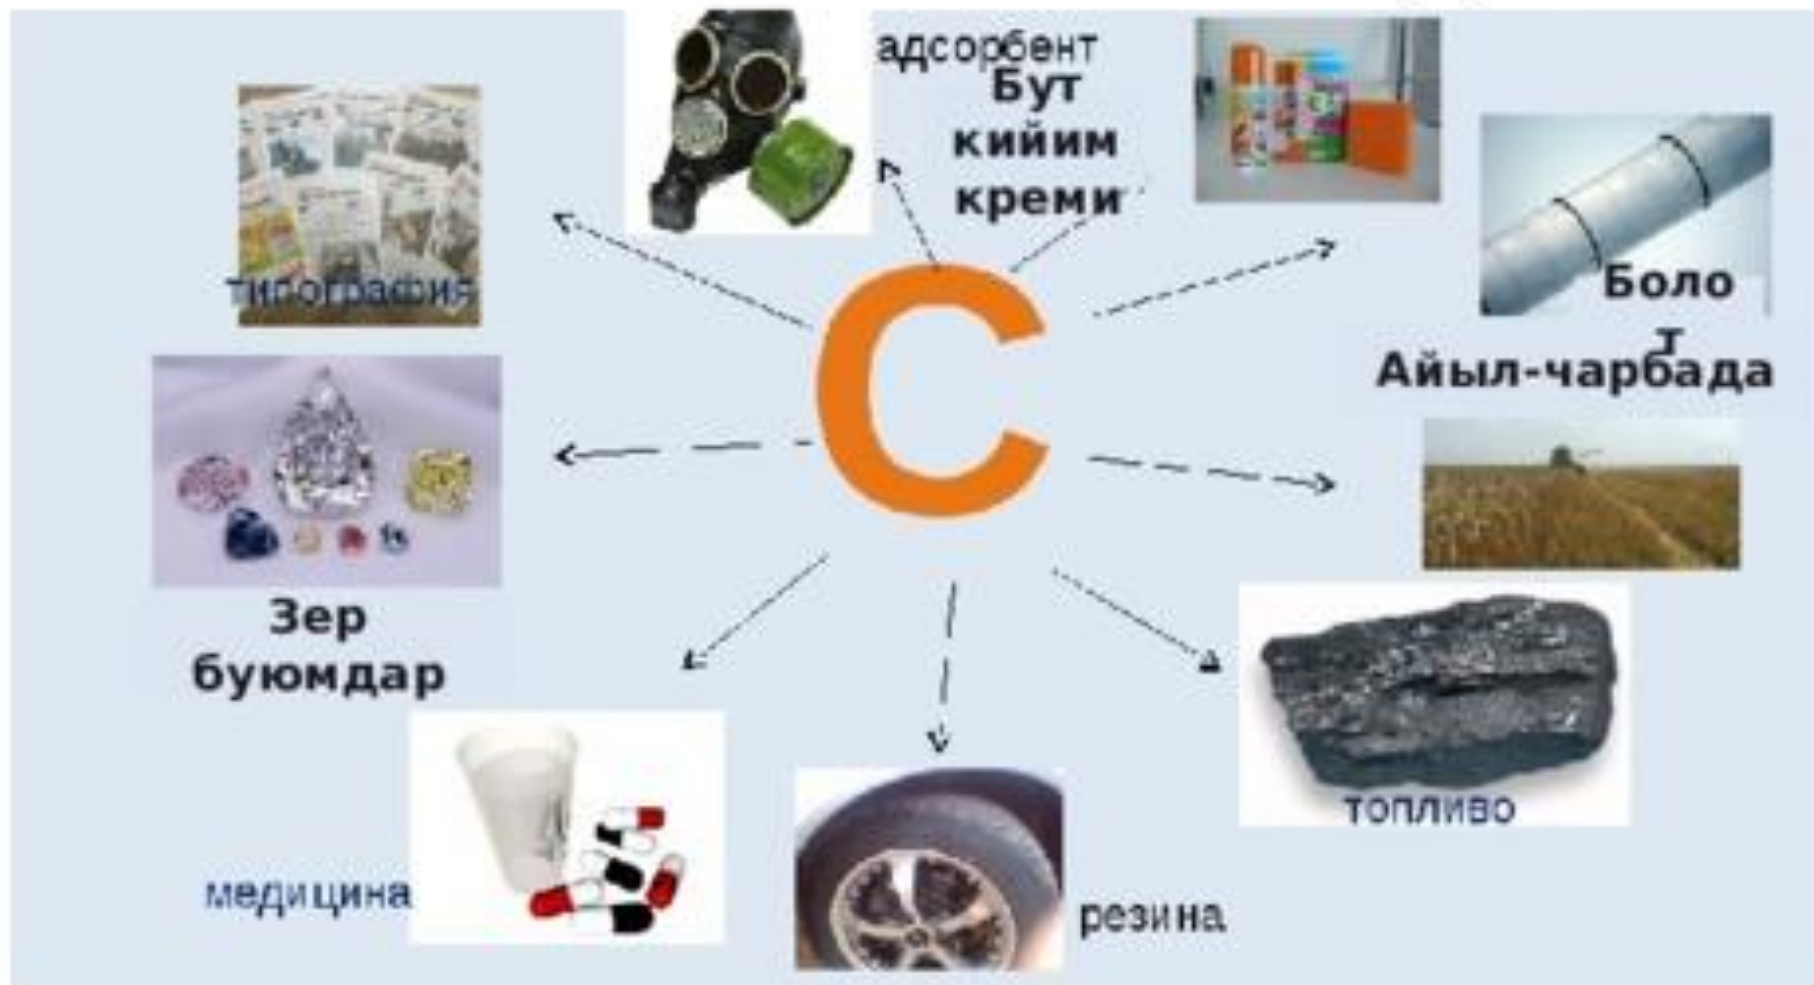 адсорбент
Бут
кийим
креми
типография
С
Боло
т
Айыл-чарбада
Зер
буюмдар
топливо
медицина
резина